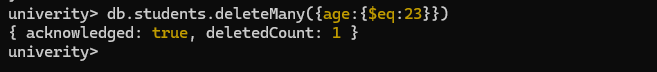 univerity> db.students.deleteMany({age:{$eq:23}})
{ acknowledged: true, deletedCount: 1 }
univerity>